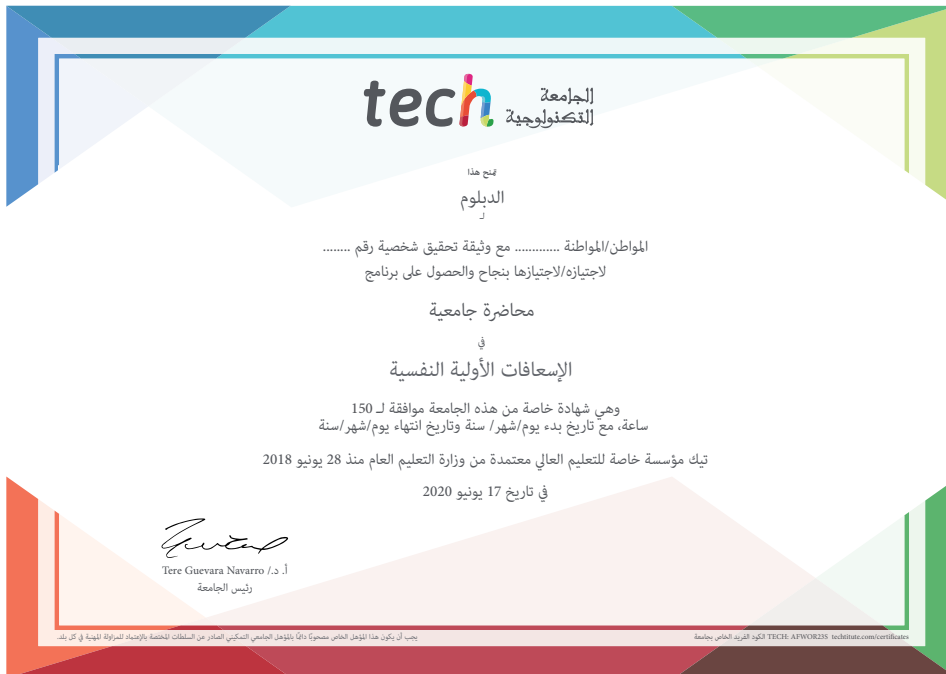 tech الجامعة
التكنولوجية
يمنح هذا
الدبلوم
لـ
المواطن/المواطنة ............ مع وثيقة تحقيق شخصية رقم ........
لاجتيازه/لاجتيازها بنجاح والحصول على برنامج
محاضرة جامعية
في
الإسعافات الأولية النفسية
وهي شهادة خاصة من هذه الجامعة موافقة لـ 150
ساعة، مع تاريخ بدء يوم/شهر/ سنة وتاريخ انتهاء يوم/شهر/سنة
تيك مؤسسة خاصة للتعليم العالي معتمدة من وزارة التعليم العام منذ 28 يونيو 2018
في تاريخ 17 يونيو 2020
أ. د./ Tere Guevara Navarro
رئيس الجامعة
يجب أن يكون هذا المؤهل الخاص مصحوبًا دائمًا بالمؤهل الجامعي التمكيني الصادر عن السلطات المختصة بالإعتماد للمزاولة المهنية في كل بلد.
الكود الفريد الخاص بجامعة TECH: AFWOR23S techtitute.com/certificates